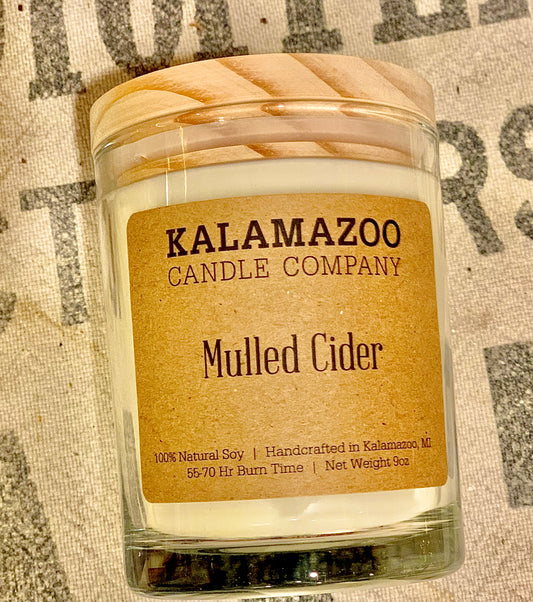 KALAMAZOO
CANDLE COMPANY
Mulled Cider
100% Natural Soy | Handcrafted in Kalamazoo, MI
55-70 Hr Burn Time | Net Weight 9oz